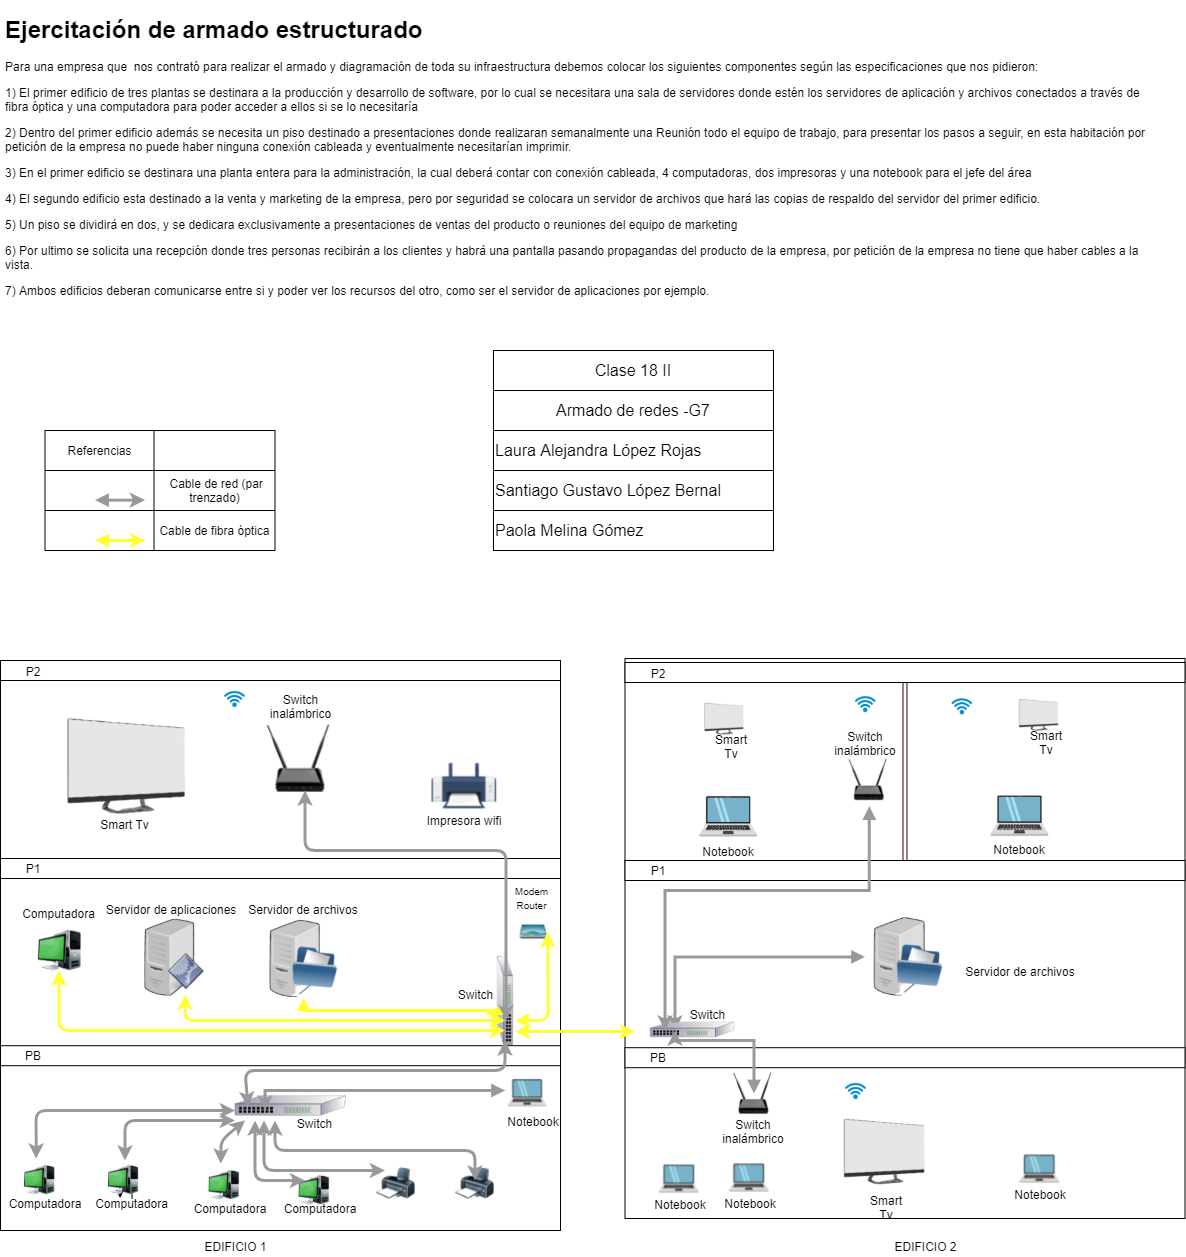 Ejercitación de armado estructurado
Para una empresa que nos contrató para realizar el armado y diagramación de toda su infraestructura debemos colocar los siguientes componentes según las especificaciones que nos pidieron:
1) El primer edificio de tres plantas se destinara a la producción y desarrollo de software, por lo cual se necesitara una sala de servidores donde estén los servidores de aplicación y archivos conectados a través de
fibra óptica y una computadora para poder acceder a ellos si se lo necesitaría
2) Dentro del primer edificio además se necesita un piso destinado a presentaciones donde realizaran semanalmente una Reunión todo el equipo de trabajo, para presentar los pasos a seguir, en esta habitación por
petición de la empresa no puede haber ninguna conexión cableada y eventualmente necesitarían imprimir.
3) En el primer edificio se destinara una planta entera para la administración, la cual deberá contar con conexión cableada, 4 computadoras, dos impresoras y una notebook para el jefe del área
4) El segundo edificio esta destinado a la venta y marketing de la empresa, pero por seguridad se colocara un servidor de archivos que hará las copias de respaldo del servidor del primer edificio.
5) Un piso se dividirá en dos, y se dedicara exclusivamente a presentaciones de ventas del producto o reuniones del equipo de marketing
6) Por ultimo se solicita una recepción donde tres personas recibirán a los clientes y habrá una pantalla pasando propagandas del producto de la empresa, por petición de la empresa no tiene que haber cables a la
vista.
7) Ambos edificios deberan comunicarse entre si y poder ver los recursos del otro, como ser el servidor de aplicaciones por ejemplo.
Clase 18 II
Armado de redes -G7
Laura Alejandra López Rojas
Santiago Gustavo López Bernal
Paola Melina Gómez
Referencias
Cable de red (par
trenzado)
Cable de fibra óptica
P2
Switch
inalámbrico
Smart Tv
Impresora wifi
P1
Computadora
Servidor de aplicaciones
Servidor de archivos
Modem
Router
Switch
PB
Switch
Notebook
Computadora
Computadora
Computadora
Computadora
EDIFICIO 1
P2
Smart
Tv
Switch
inalámbrico
Smart
Tv
Notebook
Notebook
P1
Servidor de archivos
Switch
PB
Switch
inalámbrico
Notebook
Notebook
Smart
Tv
Notebook
EDIFICIO 2